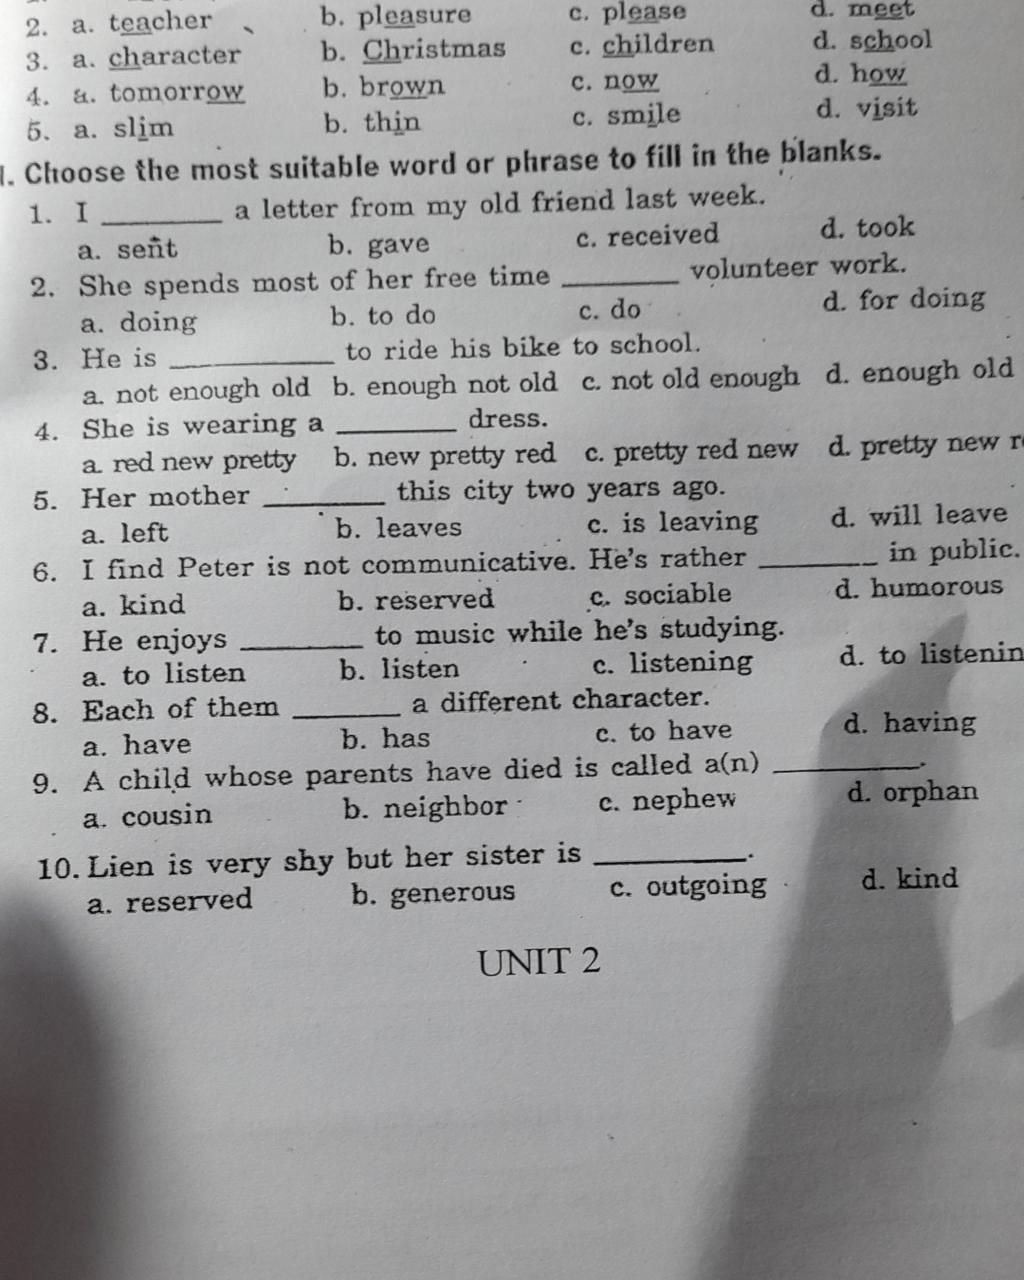 2. a. teacher b. pleasure c. please d. meet
3. a. character b. Christmas c. children d. school
4. a. tomorrow b. brown c. now d. how
5. a. slim b. thin c. smile d. visit
I. Choose the most suitable word or phrase to fill in the blanks.
1. I ________ a letter from my old friend last week.
a. sent b. gave c. received d. took
2. She spends most of her free time ________ volunteer work.
a. doing b. to do c. do d. for doing
3. He is ________ to ride his bike to school.
a. not enough old b. enough not old c. not old enough d. enough old
4. She is wearing a ________ dress.
a. red new pretty b. new pretty red c. pretty red new d. pretty new
5. Her mother ________ this city two years ago.
a. left b. leaves c. is leaving d. will leave
6. I find Peter is not communicative. He's rather ________ in public.
a. kind b. reserved c. sociable d. humorous
7. He enjoys ________ to music while he's studying.
a. to listen b. listen c. listening d. to listenin
8. Each of them ________ a different character.
a. have b. has c. to have d. having
9. A child whose parents have died is called a(n) ________.
a. cousin b. neighbor c. nephew d. orphan
10. Lien is very shy but her sister is ________.
a. reserved b. generous c. outgoing d. kind
UNIT 2